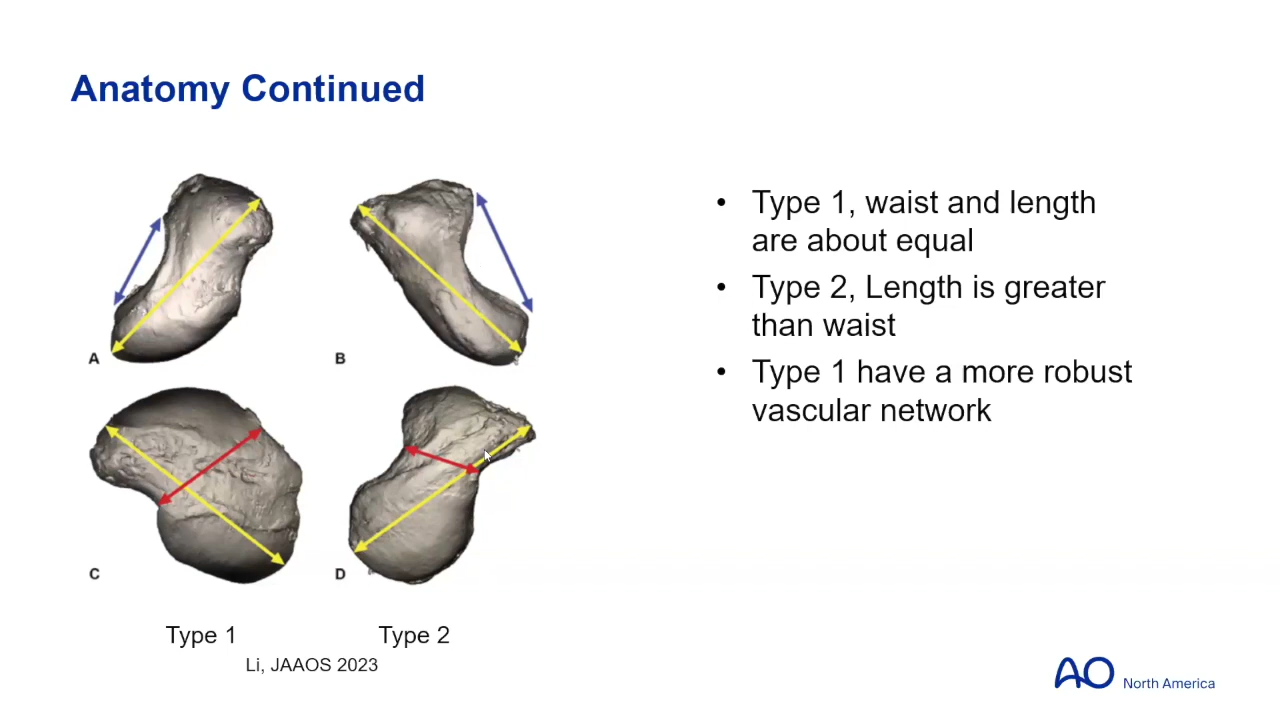 Anatomy Continued
A
B
C
D
Type 1
Type 2
Li, JAAOS 2023
• Type 1, waist and length
are about equal
• Type 2, Length is greater
than waist
• Type 1 have a more robust
vascular network
AO North America